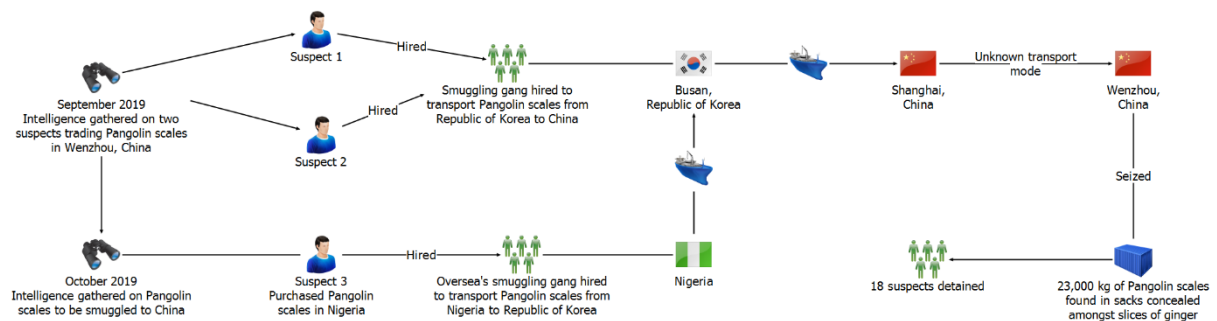 Suspect 1
Hired
September 2019
Intelligence gathered on two
suspects trading Pangolin scales
in Wenzhou, China
Suspect 2
Hired
Smuggling gang hired to
transport Pangolin scales from
Republic of Korea to China
Busan,
Republic of Korea
Shanghai,
China
Unknown transport
mode
Wenzhou,
China
Seized
October 2019
Intelligence gathered on Pangolin
scales to be smuggled to China
Suspect 3
Purchased Pangolin
scales in Nigeria
Hired
Oversea's smuggling gang hired
to transport Pangolin scales from
Nigeria to Republic of Korea
Nigeria
18 suspects detained
23,000 kg of Pangolin scales
found in sacks concealed
amongst slices of ginger